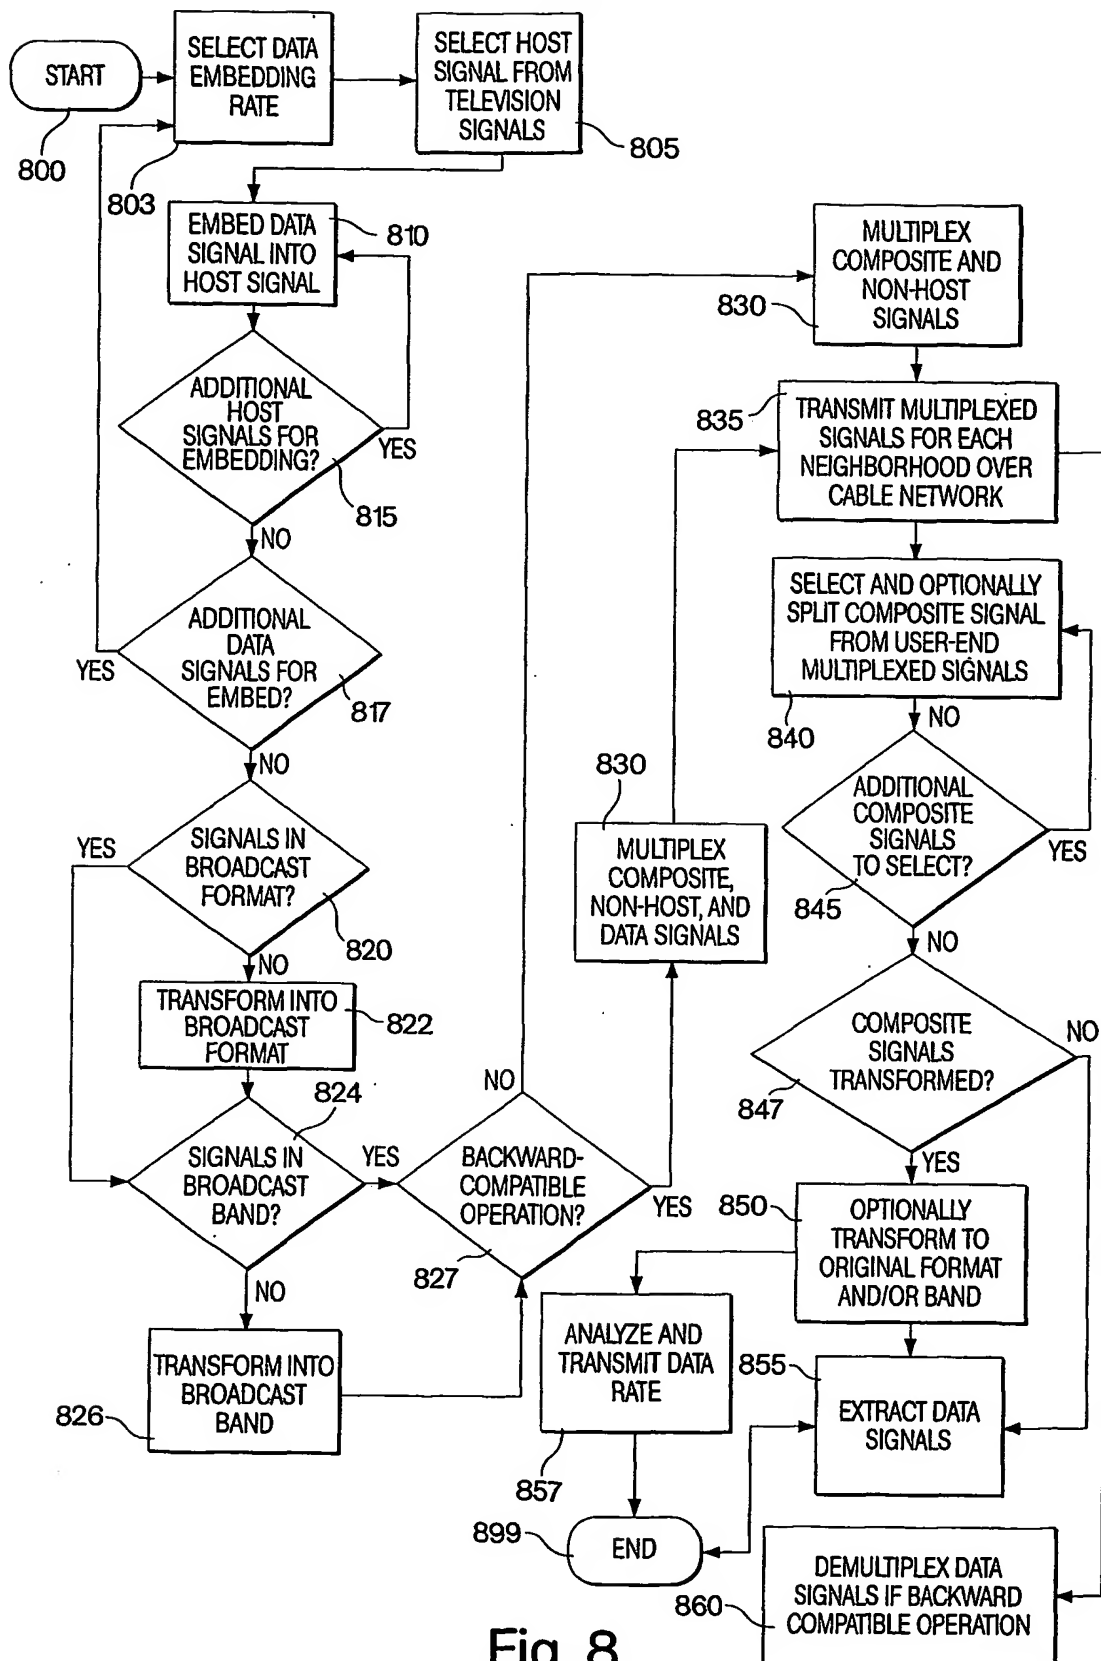 START
800
SELECT DATA
EMBEDDING
RATE
803
SELECT HOST
SIGNAL FROM
TELEVISION
SIGNALS
805
EMBED DATA
SIGNAL INTO
HOST SIGNAL
810
ADDITIONAL
HOST
SIGNALS FOR
EMBEDDING?
YES
815
NO
ADDITIONAL
DATA
SIGNALS FOR
EMBED?
YES
817
NO
SIGNALS IN
BROADCAST
FORMAT?
YES
820
NO
TRANSFORM INTO
BROADCAST
FORMAT
822
824
SIGNALS IN
BROADCAST
BAND?
YES
NO
TRANSFORM INTO
BROADCAST
BAND
826
NO
BACKWARD-
COMPATIBLE
OPERATION?
YES
827
830
MULTIPLEX
COMPOSITE,
NON-HOST, AND
DATA SIGNALS
MULTIPLEX
COMPOSITE AND
NON-HOST
SIGNALS
830
835
TRANSMIT MULTIPLEXED
SIGNALS FOR EACH
NEIGHBORHOOD OVER
CABLE NETWORK
SELECT AND OPTIONALLY
SPLIT COMPOSITE SIGNAL
FROM USER-END
MULTIPLEXED SIGNALS
840
NO
ADDITIONAL
COMPOSITE
SIGNALS
TO SELECT?
YES
845
NO
COMPOSITE
SIGNALS
TRANSFORMED?
NO
847
YES
850
OPTIONALLY
TRANSFORM TO
ORIGINAL FORMAT
AND/OR BAND
ANALYZE AND
TRANSMIT DATA
RATE
857
855
EXTRACT DATA
SIGNALS
899
END
DEMULTIPLEX DATA
SIGNALS IF BACKWARD
COMPATIBLE OPERATION
860
Fig. 8